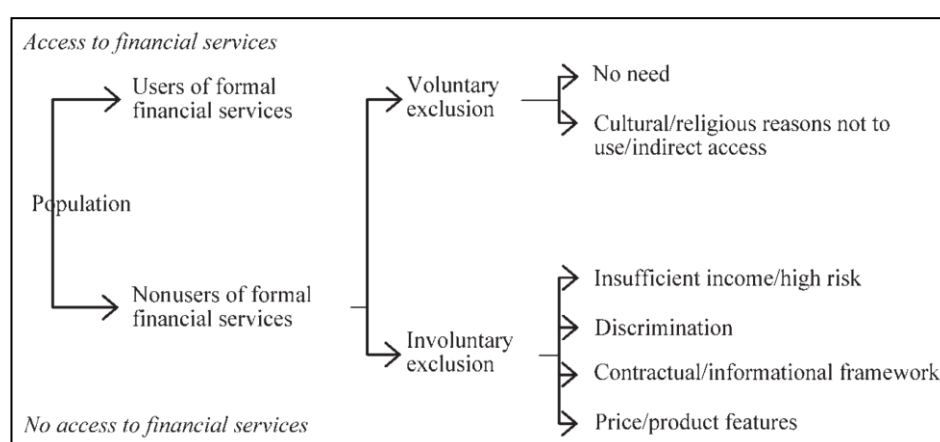 Access to financial services
Users of formal
financial services
Voluntary
exclusion
No need
Cultural/religious reasons not to
use/indirect access
Population
Nonusers of formal
financial services
Involuntary
exclusion
Insufficient income/high risk
Discrimination
Contractual/informational framework
Price/product features
No access to financial services